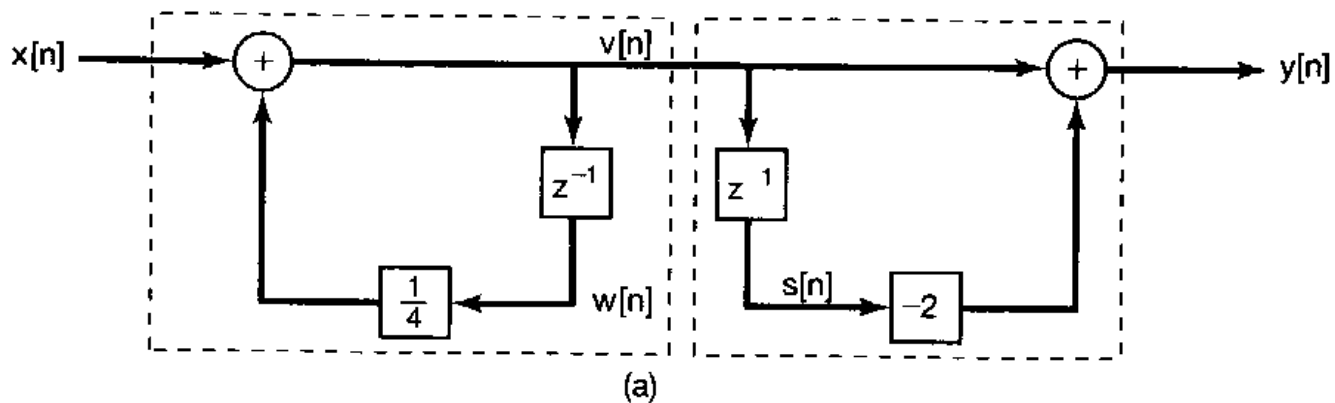 x[n]
+
v[n]
+
y[n]
z⁻¹
z ¹
1/4
w[n]
s[n]
−2
(a)